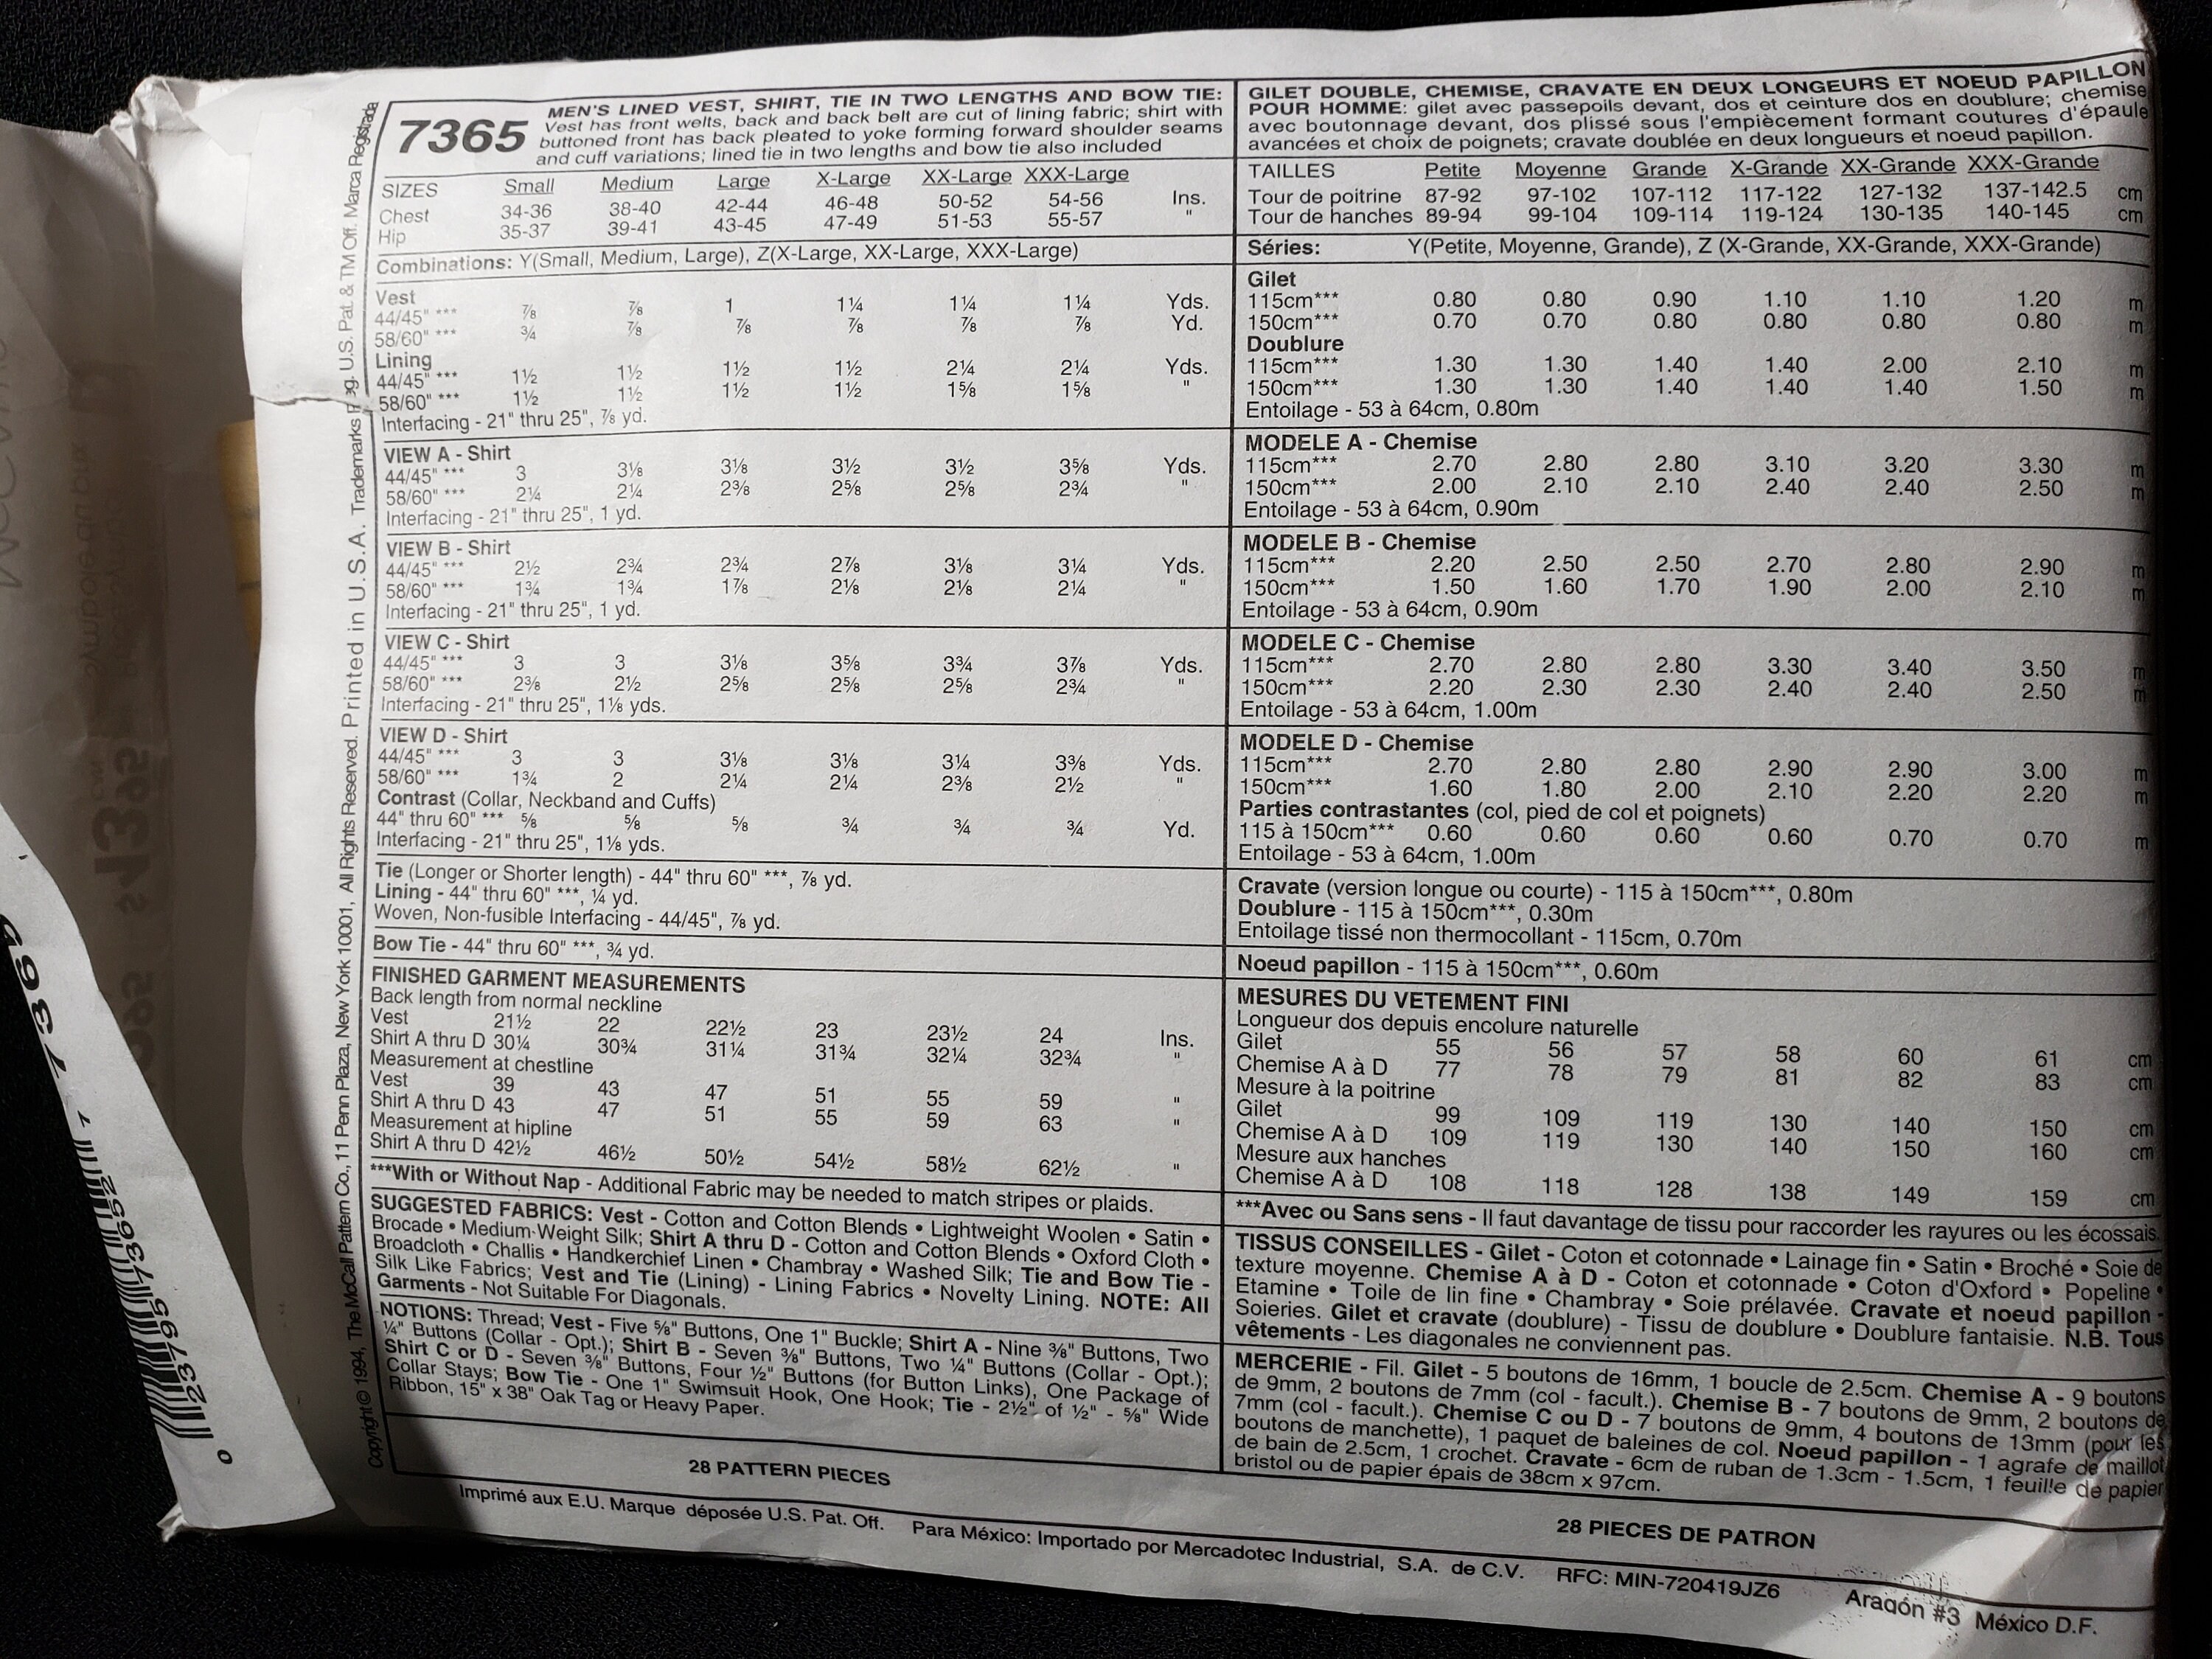 7365
MEN'S LINED VEST, SHIRT, TIE IN TWO LENGTHS AND BOW TIE:
Vest has front welts, back and back belt are cut of lining fabric; shirt with
buttoned front has back pleated to yoke forming forward shoulder seams
and cuff variations; lined tie in two lengths and bow tie also included
SIZES Small Medium Large X-Large XX-Large XXX-Large
Chest 34-36 38-40 42-44 46-48 50-52 54-56 Ins.
Hip 35-37 39-41 43-45 47-49 51-53 55-57 "
Combinations: Y(Small, Medium, Large), Z(X-Large, XX-Large, XXX-Large)
Vest
44/45" *** ⅞ ⅞ 1 1¼ 1¼ 1¼ Yds.
58/60" *** ¾ ⅞ ⅞ ⅞ ⅞ ⅞ Yd.
Lining
44/45" *** 1½ 1½ 1½ 1½ 2¼ 2¼ Yds.
58/60" *** 1½ 1½ 1½ 1½ 1⅝ 1⅝ "
Interfacing - 21" thru 25", ⅞ yd.
VIEW A - Shirt
44/45" *** 3 3⅛ 3⅛ 3½ 3½ 3⅝ Yds.
58/60" *** 2¼ 2¼ 2⅜ 2⅝ 2⅝ 2¾ "
Interfacing - 21" thru 25", 1 yd.
VIEW B - Shirt
44/45" *** 2½ 2¾ 2¾ 2⅞ 3⅛ 3¼ Yds.
58/60" *** 1¾ 1¾ 1⅞ 2⅛ 2⅛ 2¼ "
Interfacing - 21" thru 25", 1 yd.
VIEW C - Shirt
44/45" *** 3 3 3⅛ 3⅝ 3¾ 3⅞ Yds.
58/60" *** 2⅜ 2½ 2⅝ 2⅝ 2⅝ 2¾ "
Interfacing - 21" thru 25", 1⅛ yds.
VIEW D - Shirt
44/45" *** 3 3 3⅛ 3⅛ 3¼ 3⅜ Yds.
58/60" *** 1¾ 2 2¼ 2¼ 2⅜ 2½ "
Contrast (Collar, Neckband and Cuffs)
44" thru 60" *** ⅝ ⅝ ⅝ ¾ ¾ ¾ Yd.
Interfacing - 21" thru 25", 1⅛ yds.
Tie (Longer or Shorter length) - 44" thru 60" ***, ⅞ yd.
Lining - 44" thru 60" ***, ¼ yd.
Woven, Non-fusible Interfacing - 44/45", ⅞ yd.
Bow Tie - 44" thru 60" ***, ¾ yd.
FINISHED GARMENT MEASUREMENTS
Back length from normal neckline
Vest 21½ 22 22½ 23 23½ 24 Ins.
Shirt A thru D 30¼ 30¾ 31¼ 31¾ 32¼ 32¾ "
Measurement at chestline
Vest 39 43 47 51 55 59 "
Shirt A thru D 43 47 51 55 59 63 "
Measurement at hipline
Shirt A thru D 42½ 46½ 50½ 54½ 58½ 62½ "
***With or Without Nap - Additional Fabric may be needed to match stripes or plaids.
SUGGESTED FABRICS: Vest - Cotton and Cotton Blends • Lightweight Woolen • Satin •
Brocade • Medium-Weight Silk; Shirt A thru D - Cotton and Cotton Blends • Oxford Cloth •
Broadcloth • Challis • Handkerchief Linen • Chambray • Washed Silk; Tie and Bow Tie -
Silk Like Fabrics; Vest and Tie (Lining) - Lining Fabrics • Novelty Lining. NOTE: All
Garments - Not Suitable For Diagonals.
NOTIONS: Thread; Vest - Five ⅝" Buttons, One 1" Buckle; Shirt A - Nine ⅜" Buttons, Two
¼" Buttons (Collar - Opt.); Shirt B - Seven ⅜" Buttons, Two ¼" Buttons (Collar - Opt.);
Shirt C or D - Seven ⅜" Buttons, Four ½" Buttons (for Button Links), One Package of
Collar Stays; Bow Tie - One 1" Swimsuit Hook, One Hook; Tie - 2½" of ½" - ⅝" Wide
Ribbon, 15" x 38" Oak Tag or Heavy Paper.
28 PATTERN PIECES
GILET DOUBLE, CHEMISE, CRAVATE EN DEUX LONGEURS ET NOEUD PAPILLON
POUR HOMME: gilet avec passepoils devant, dos et ceinture dos en doublure; chemise
avec boutonnage devant, dos plissé sous l'empiècement formant coutures d'épaule
avancées et choix de poignets; cravate doublée en deux longueurs et noeud papillon.
TAILLES Petite Moyenne Grande X-Grande XX-Grande XXX-Grande
Tour de poitrine 87-92 97-102 107-112 117-122 127-132 137-142.5 cm
Tour de hanches 89-94 99-104 109-114 119-124 130-135 140-145 cm
Séries: Y(Petite, Moyenne, Grande), Z (X-Grande, XX-Grande, XXX-Grande)
Gilet
115cm*** 0.80 0.80 0.90 1.10 1.10 1.20 m
150cm*** 0.70 0.70 0.80 0.80 0.80 0.80 m
Doublure
115cm*** 1.30 1.30 1.40 1.40 2.00 2.10 m
150cm*** 1.30 1.30 1.40 1.40 1.40 1.50 m
Entoilage - 53 à 64cm, 0.80m
MODELE A - Chemise
115cm*** 2.70 2.80 2.80 3.10 3.20 3.30 m
150cm*** 2.00 2.10 2.10 2.40 2.40 2.50 m
Entoilage - 53 à 64cm, 0.90m
MODELE B - Chemise
115cm*** 2.20 2.50 2.50 2.70 2.80 2.90 m
150cm*** 1.50 1.60 1.70 1.90 2.00 2.10 m
Entoilage - 53 à 64cm, 0.90m
MODELE C - Chemise
115cm*** 2.70 2.80 2.80 3.30 3.40 3.50 m
150cm*** 2.20 2.30 2.30 2.40 2.40 2.50 m
Entoilage - 53 à 64cm, 1.00m
MODELE D - Chemise
115cm*** 2.70 2.80 2.80 2.90 2.90 3.00 m
150cm*** 1.60 1.80 2.00 2.10 2.20 2.20 m
Parties contrastantes (col, pied de col et poignets)
115 à 150cm*** 0.60 0.60 0.60 0.60 0.70 0.70 m
Entoilage - 53 à 64cm, 1.00m
Cravate (version longue ou courte) - 115 à 150cm***, 0.80m
Doublure - 115 à 150cm***, 0.30m
Entoilage tissé non thermocollant - 115cm, 0.70m
Noeud papillon - 115 à 150cm***, 0.60m
MESURES DU VETEMENT FINI
Longueur dos depuis encolure naturelle
Gilet 55 56 57 58 60 61 cm
Chemise A à D 77 78 79 81 82 83 cm
Mesure à la poitrine
Gilet 99 109 119 130 140 150 cm
Chemise A à D 109 119 130 140 150 160 cm
Mesure aux hanches
Chemise A à D 108 118 128 138 149 159 cm
***Avec ou Sans sens - Il faut davantage de tissu pour raccorder les rayures ou les écossais.
TISSUS CONSEILLES - Gilet - Coton et cotonnade • Lainage fin • Satin • Broché • Soie de
texture moyenne. Chemise A à D - Coton et cotonnade • Coton d'Oxford • Popeline •
Etamine • Toile de lin fine • Chambray • Soie prélavée. Cravate et noeud papillon -
Soieries. Gilet et cravate (doublure) - Tissu de doublure • Doublure fantaisie. N.B. Tous
vêtements - Les diagonales ne conviennent pas.
MERCERIE - Fil. Gilet - 5 boutons de 16mm, 1 boucle de 2.5cm. Chemise A - 9 boutons
de 9mm, 2 boutons de 7mm (col - facult.). Chemise B - 7 boutons de 9mm, 2 boutons de
7mm (col - facult.). Chemise C ou D - 7 boutons de 9mm, 4 boutons de 13mm (pour les
boutons de manchette), 1 paquet de baleines de col. Noeud papillon - 1 agrafe de maillot
de bain de 2.5cm, 1 crochet. Cravate - 6cm de ruban de 1.3cm - 1.5cm, 1 feuille de papier
bristol ou de papier épais de 38cm x 97cm.
28 PIECES DE PATRON
Imprimé aux E.U. Marque déposée U.S. Pat. Off. Para México: Importado por Mercadotec Industrial, S.A. de C.V. RFC: MIN-720419JZ6 Aragón #3 México D.F.
Copyright © 1994, The McCall Pattern Co., 11 Penn Plaza, New York 10001, All Rights Reserved. Printed in U.S.A. Trademarks Reg. U.S. Pat. & TM Off. Marca Registrada
0 23795 73652 7 7365